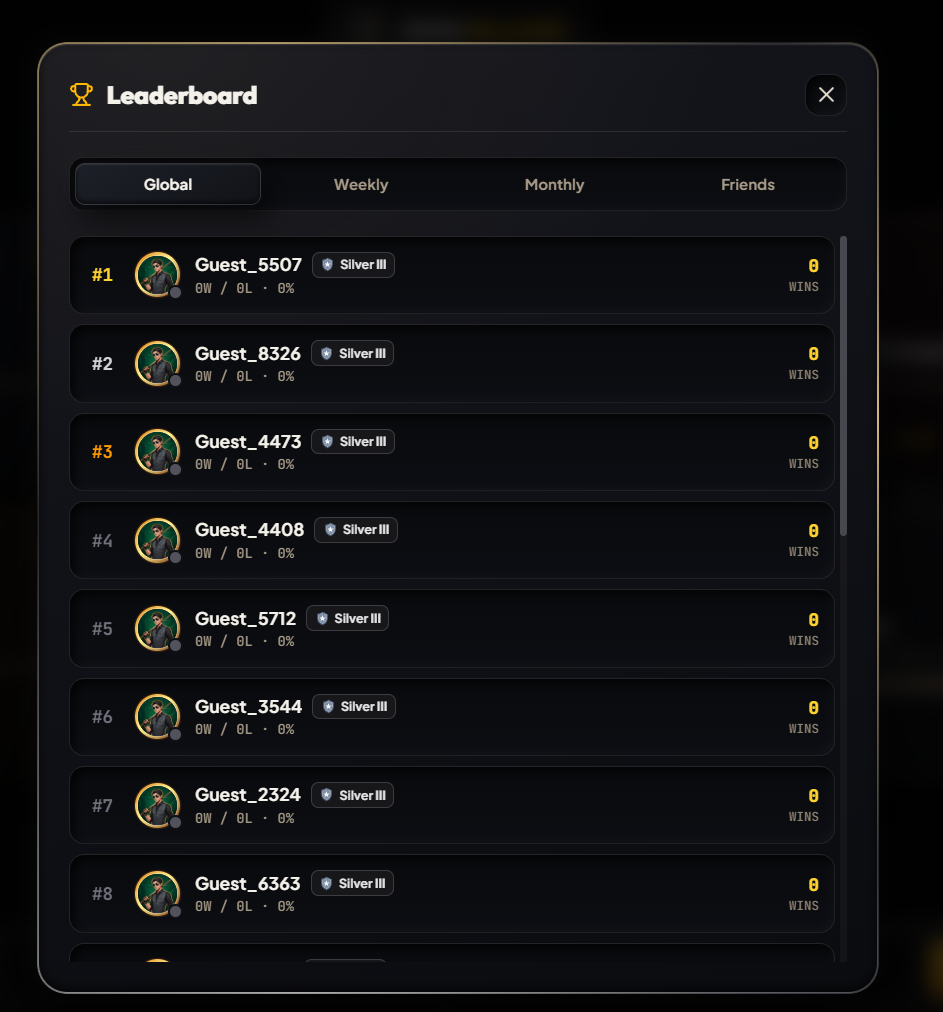 Leaderboard
Global
Weekly
Monthly
Friends
#1
Guest_5507
Silver III
0W / 0L · 0%
0
WINS
#2
Guest_8326
Silver III
0W / 0L · 0%
0
WINS
#3
Guest_4473
Silver III
0W / 0L · 0%
0
WINS
#4
Guest_4408
Silver III
0W / 0L · 0%
0
WINS
#5
Guest_5712
Silver III
0W / 0L · 0%
0
WINS
#6
Guest_3544
Silver III
0W / 0L · 0%
0
WINS
#7
Guest_2324
Silver III
0W / 0L · 0%
0
WINS
#8
Guest_6363
Silver III
0W / 0L · 0%
0
WINS